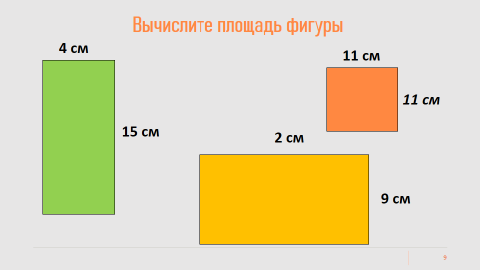 Вычислите площадь фигуры
4 см
15 см
11 см
11 см
2 см
9 см
9